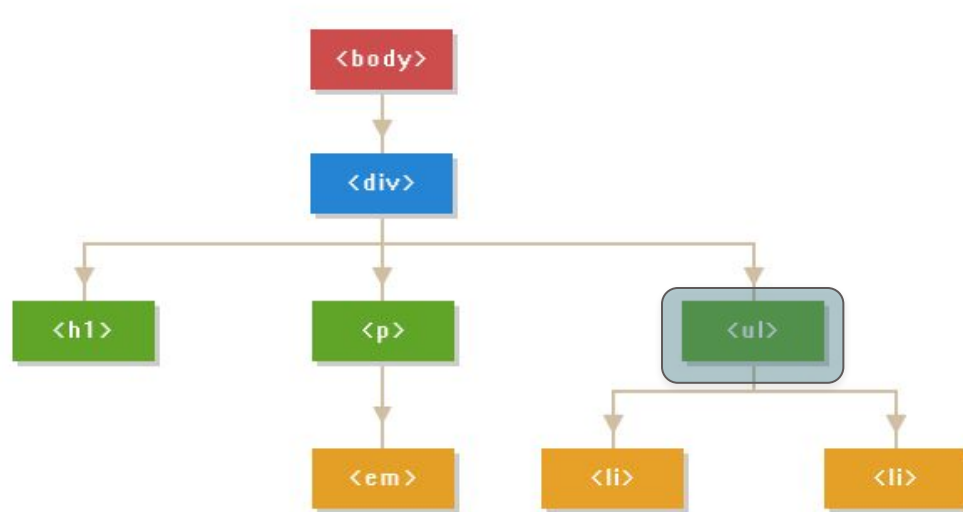 <body>
<div>
<h1>
<p>
<ul>
<em>
<li>
<li>